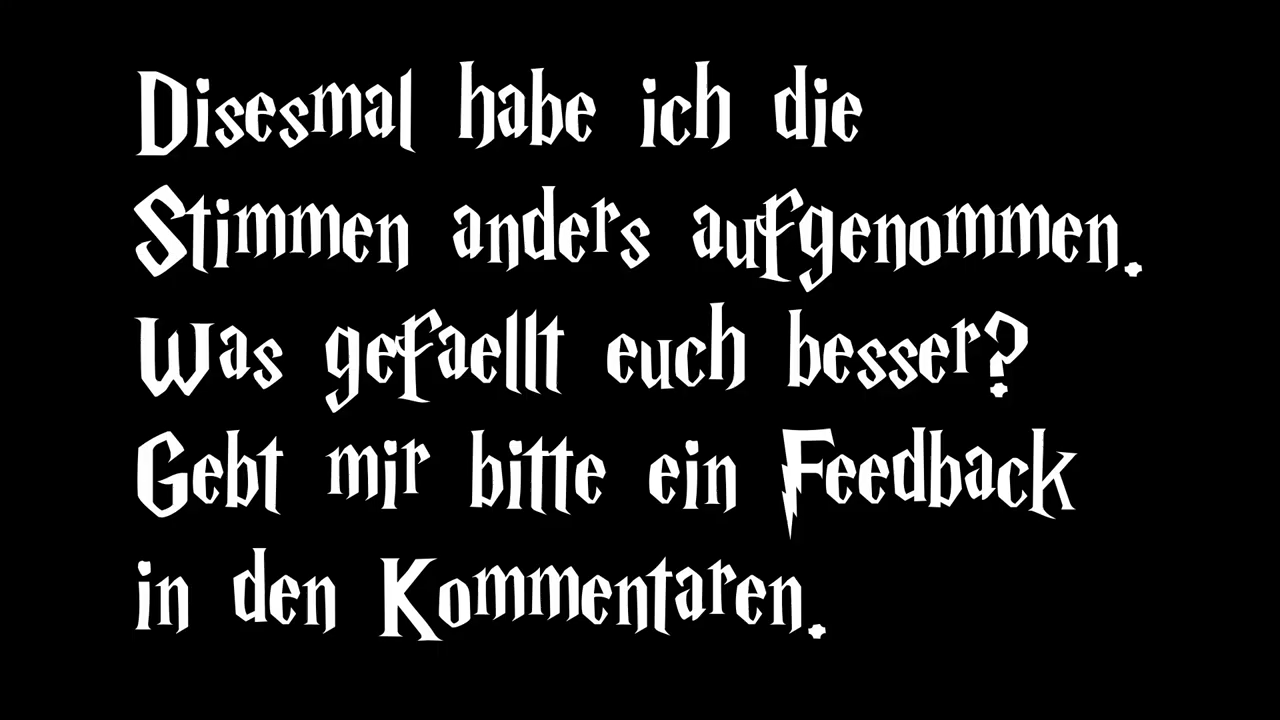 Disesmal habe ich die
Stimmen anders aufgenommen.
Was gefaellt euch besser?
Gebt mir bitte ein Feedback
in den Kommentaren.